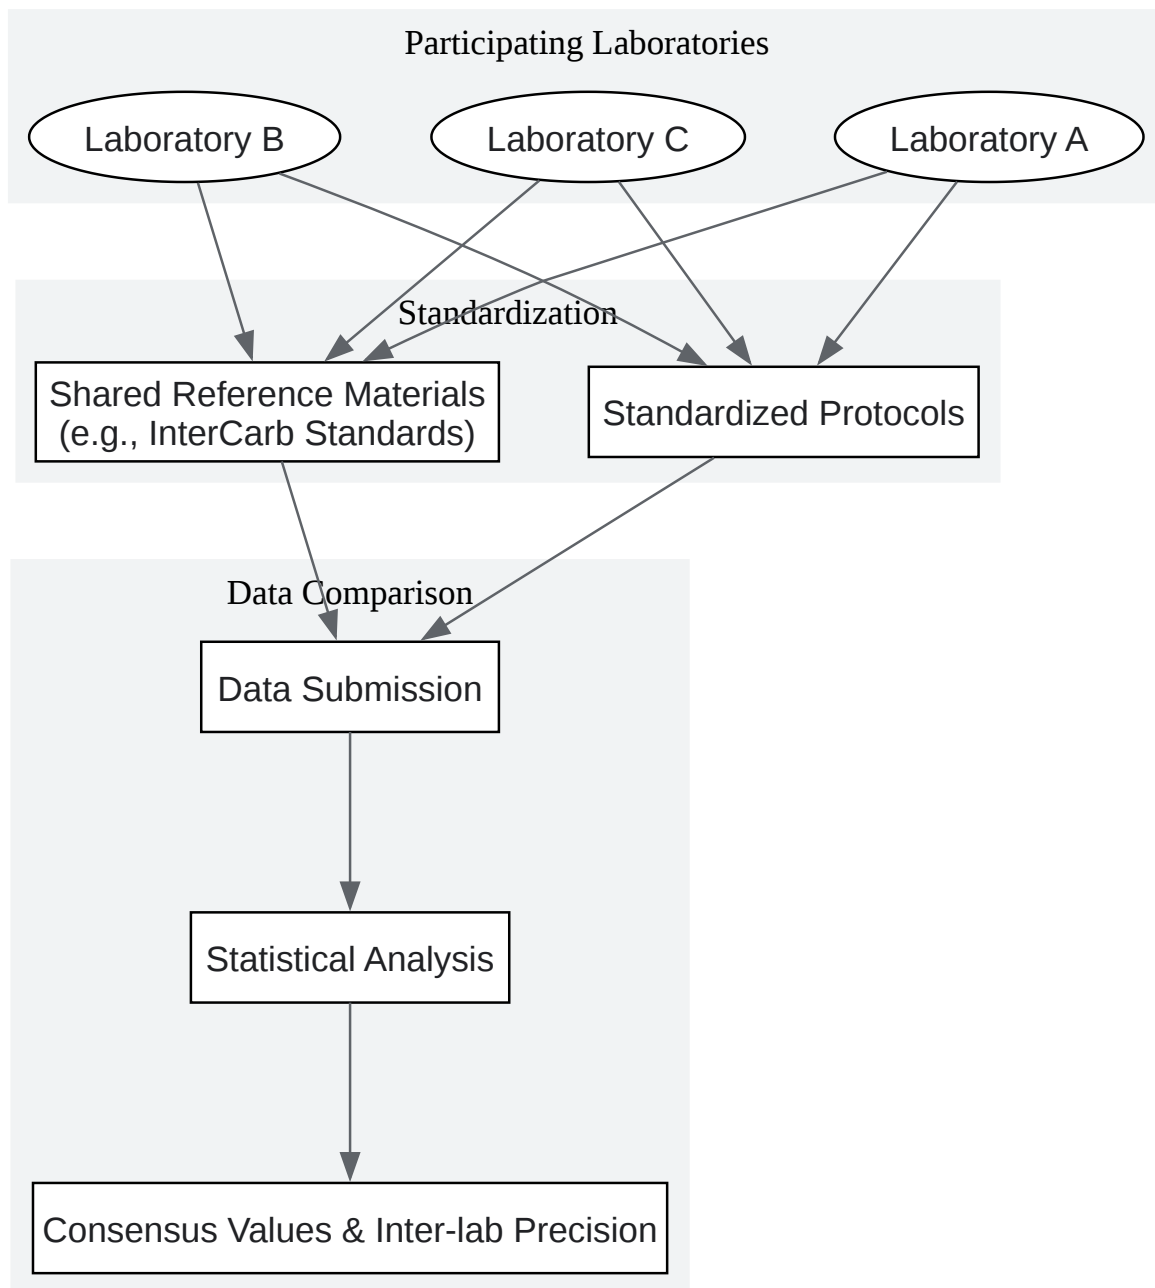 Participating Laboratories
Laboratory B
Laboratory C
Laboratory A
Standardization
Shared Reference Materials
(e.g., InterCarb Standards)
Standardized Protocols
Data Comparison
Data Submission
Statistical Analysis
Consensus Values & Inter-lab Precision